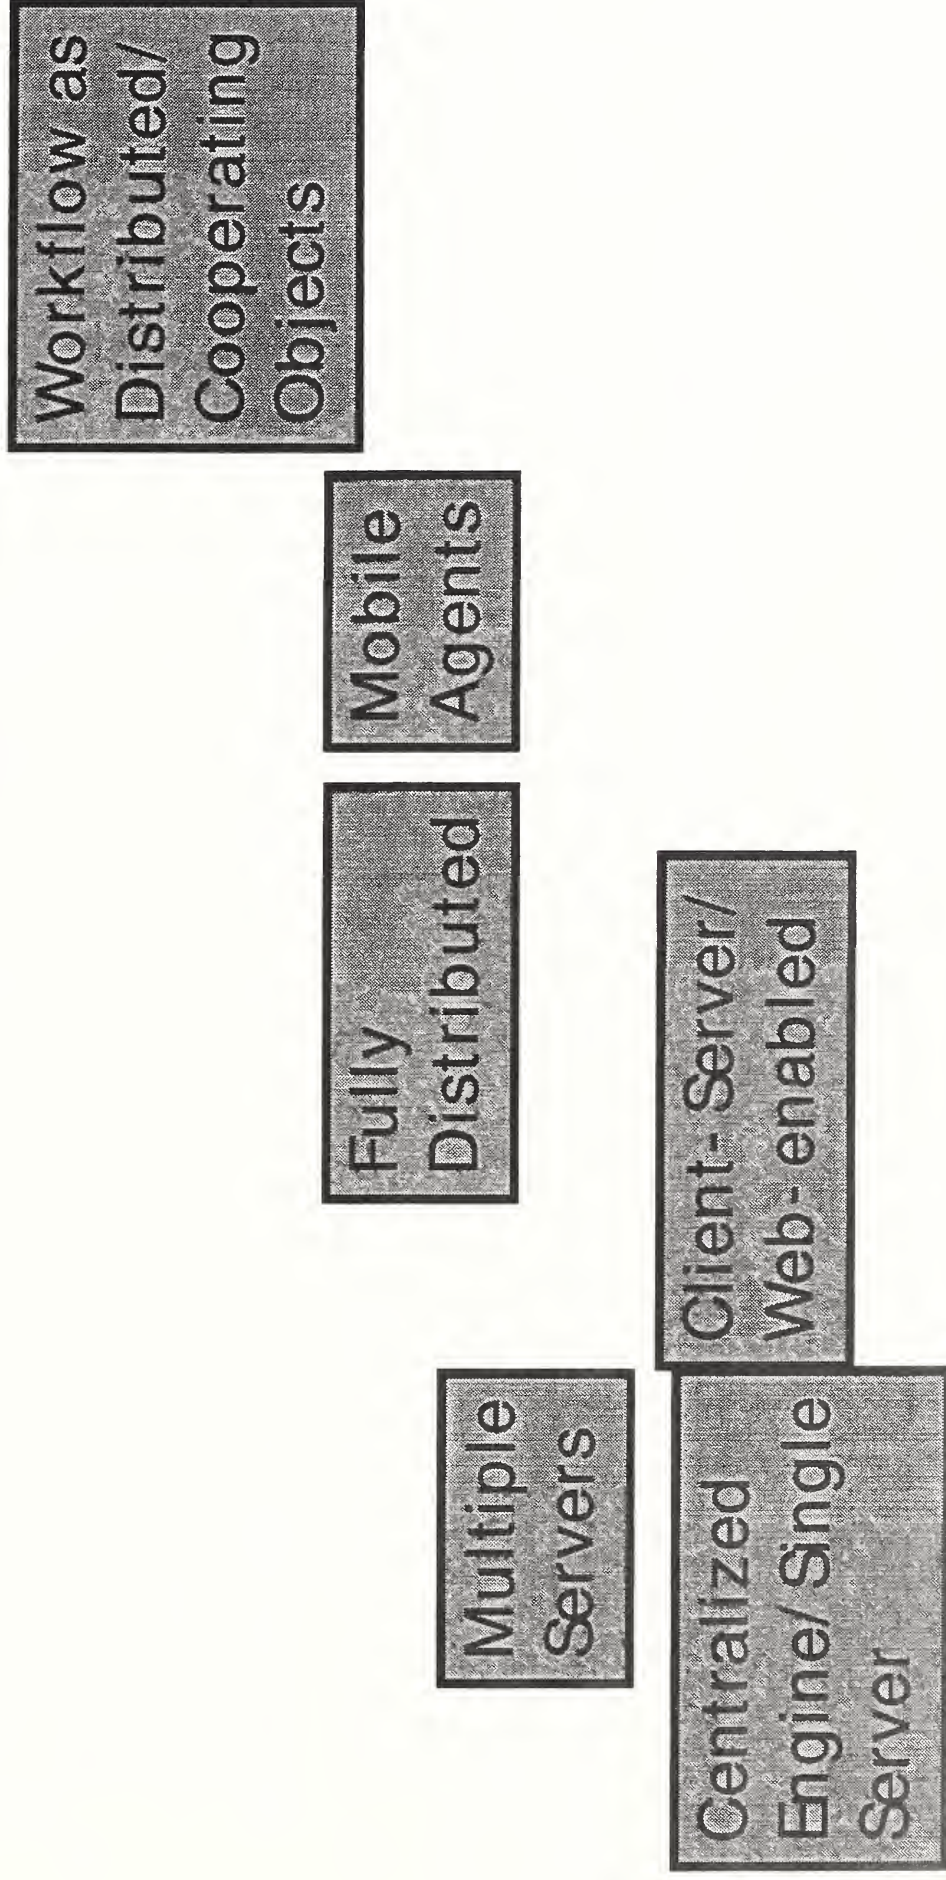 Workflow as
Distributed/
Cooperating
Objects
Fully
Distributed
Mobile
Agents
Multiple
Servers
Centralized
Engine/ Single
Server
Client- Server/
Web- enabled